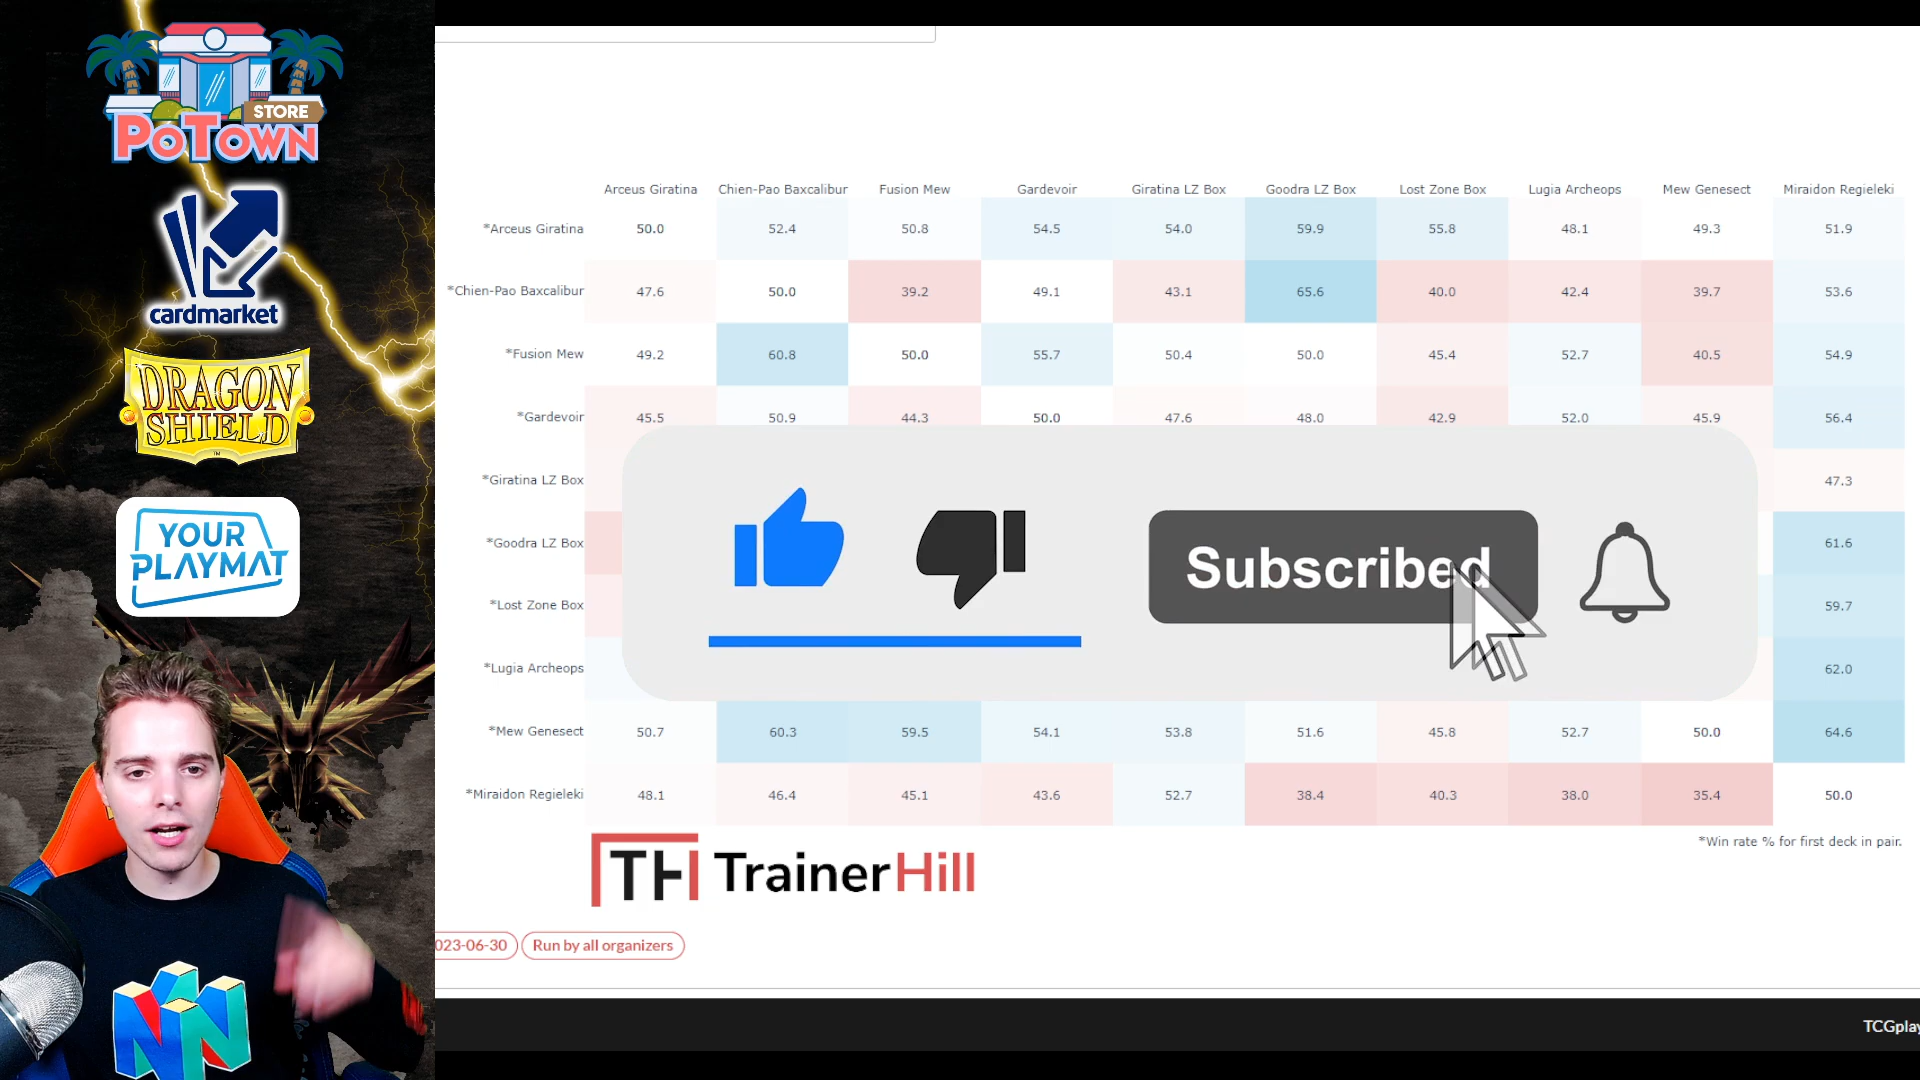 STORE
PoTown
cardmarket
DRAGON
SHIELD
TM
YOUR
PLAYMAT
Arceus Giratina Chien-Pao Baxcalibur Fusion Mew Gardevoir Giratina LZ Box Goodra LZ Box Lost Zone Box Lugia Archeops Mew Genesect Miraidon Regieleki
*Arceus Giratina 50.0 52.4 50.8 54.5 54.0 59.9 55.8 48.1 49.3 51.9
*Chien-Pao Baxcalibur 47.6 50.0 39.2 49.1 43.1 65.6 40.0 42.4 39.7 53.6
*Fusion Mew 49.2 60.8 50.0 55.7 50.4 50.0 45.4 52.7 40.5 54.9
*Gardevoir 45.5 50.9 44.3 50.0 47.6 48.0 42.9 52.0 45.9 56.4
*Giratina LZ Box 47.3
*Goodra LZ Box 61.6
*Lost Zone Box 59.7
*Lugia Archeops 62.0
Subscribed
*Mew Genesect 50.7 60.3 59.5 54.1 53.8 51.6 45.8 52.7 50.0 64.6
*Miraidon Regieleki 48.1 46.4 45.1 43.6 52.7 38.4 40.3 38.0 35.4 50.0
*Win rate % for first deck in pair.
TH TrainerHill
023-06-30 Run by all organizers
TCGplay